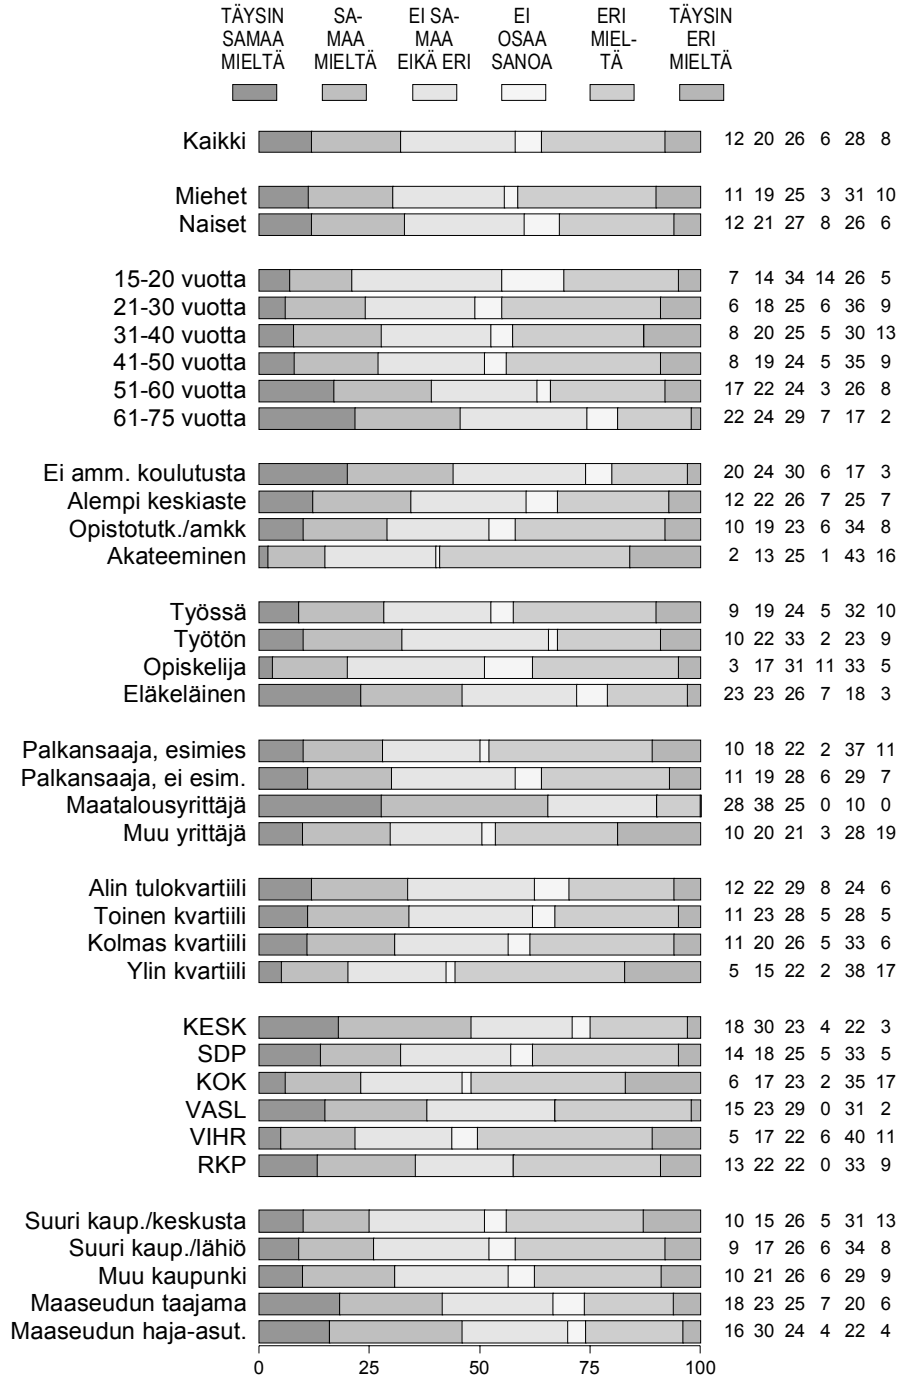 TÄYSIN SA- EI SA- EI ERI TÄYSIN
SAMAA MAA MAA OSAA MIEL- ERI
MIELTÄ MIELTÄ EIKÄ ERI SANOA TÄ MIELTÄ
Kaikki 12 20 26 6 28 8
Miehet 11 19 25 3 31 10
Naiset 12 21 27 8 26 6
15-20 vuotta 7 14 34 14 26 5
21-30 vuotta 6 18 25 6 36 9
31-40 vuotta 8 20 25 5 30 13
41-50 vuotta 8 19 24 5 35 9
51-60 vuotta 17 22 24 3 26 8
61-75 vuotta 22 24 29 7 17 2
Ei amm. koulutusta 20 24 30 6 17 3
Alempi keskiaste 12 22 26 7 25 7
Opistotutk./amkk 10 19 23 6 34 8
Akateeminen 2 13 25 1 43 16
Työssä 9 19 24 5 32 10
Työtön 10 22 33 2 23 9
Opiskelija 3 17 31 11 33 5
Eläkeläinen 23 23 26 7 18 3
Palkansaaja, esimies 10 18 22 2 37 11
Palkansaaja, ei esim. 11 19 28 6 29 7
Maatalousyrittäjä 28 38 25 0 10 0
Muu yrittäjä 10 20 21 3 28 19
Alin tulokvartiili 12 22 29 8 24 6
Toinen kvartiili 11 23 28 5 28 5
Kolmas kvartiili 11 20 26 5 33 6
Ylin kvartiili 5 15 22 2 38 17
KESK 18 30 23 4 22 3
SDP 14 18 25 5 33 5
KOK 6 17 23 2 35 17
VASL 15 23 29 0 31 2
VIHR 5 17 22 6 40 11
RKP 13 22 22 0 33 9
Suuri kaup./keskusta 10 15 26 5 31 13
Suuri kaup./lähiö 9 17 26 6 34 8
Muu kaupunki 10 21 26 6 29 9
Maaseudun taajama 18 23 25 7 20 6
Maaseudun haja-asut. 16 30 24 4 22 4
0 25 50 75 100